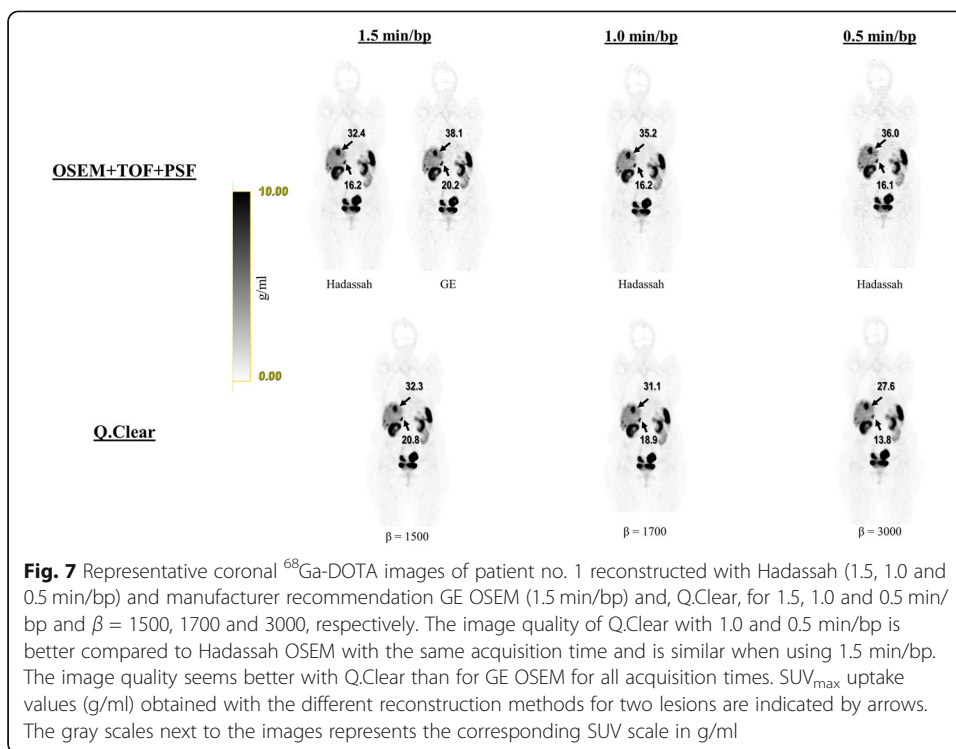 1.5 min/bp 1.0 min/bp 0.5 min/bp
32.4 38.1 35.2 36.0
OSEM+TOF+PSF
16.2 20.2 16.2 16.1
10.00
g/ml
0.00
Hadassah GE Hadassah Hadassah
32.3 31.1 27.6
Q.Clear
20.8 18.9 13.8
β = 1500 β = 1700 β = 3000
Fig. 7 Representative coronal ⁶⁸Ga-DOTA images of patient no. 1 reconstructed with Hadassah (1.5, 1.0 and
0.5 min/bp) and manufacturer recommendation GE OSEM (1.5 min/bp) and, Q.Clear, for 1.5, 1.0 and 0.5 min/
bp and β = 1500, 1700 and 3000, respectively. The image quality of Q.Clear with 1.0 and 0.5 min/bp is
better compared to Hadassah OSEM with the same acquisition time and is similar when using 1.5 min/bp.
The image quality seems better with Q.Clear than for GE OSEM for all acquisition times. SUVmax uptake
values (g/ml) obtained with the different reconstruction methods for two lesions are indicated by arrows.
The gray scales next to the images represents the corresponding SUV scale in g/ml